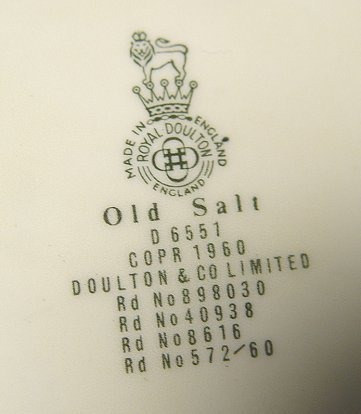 MADE IN ENGLAND
ROYAL DOULTON
ENGLAND
Old Salt
D 6551
COPR 1960
DOULTON & CO LIMITED
Rd No 898030
Rd No 40938
Rd No 8616
Rd No 572/60